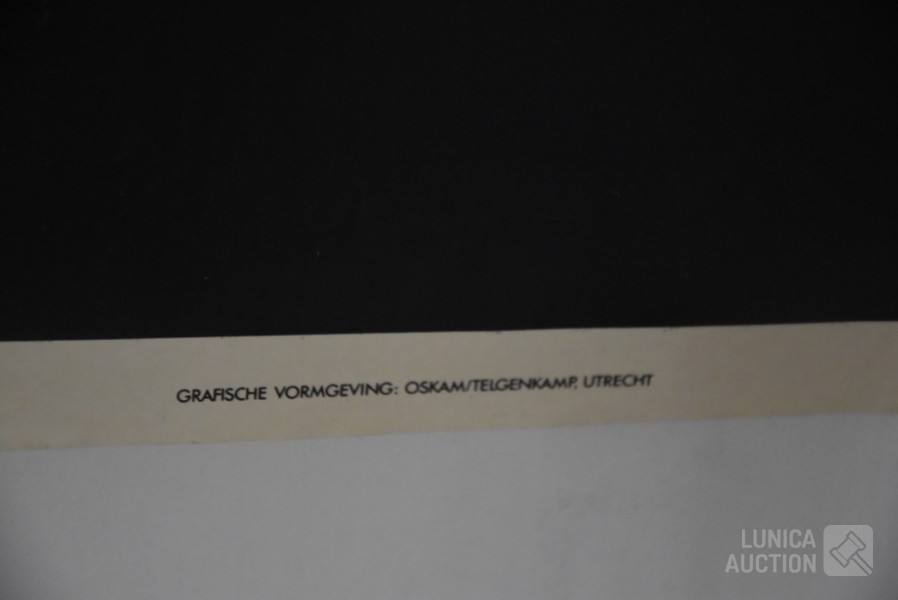 GRAFISCHE VORMGEVING: OSKAM/TELGENKAMP, UTRECHT
LUNICA
AUCTION